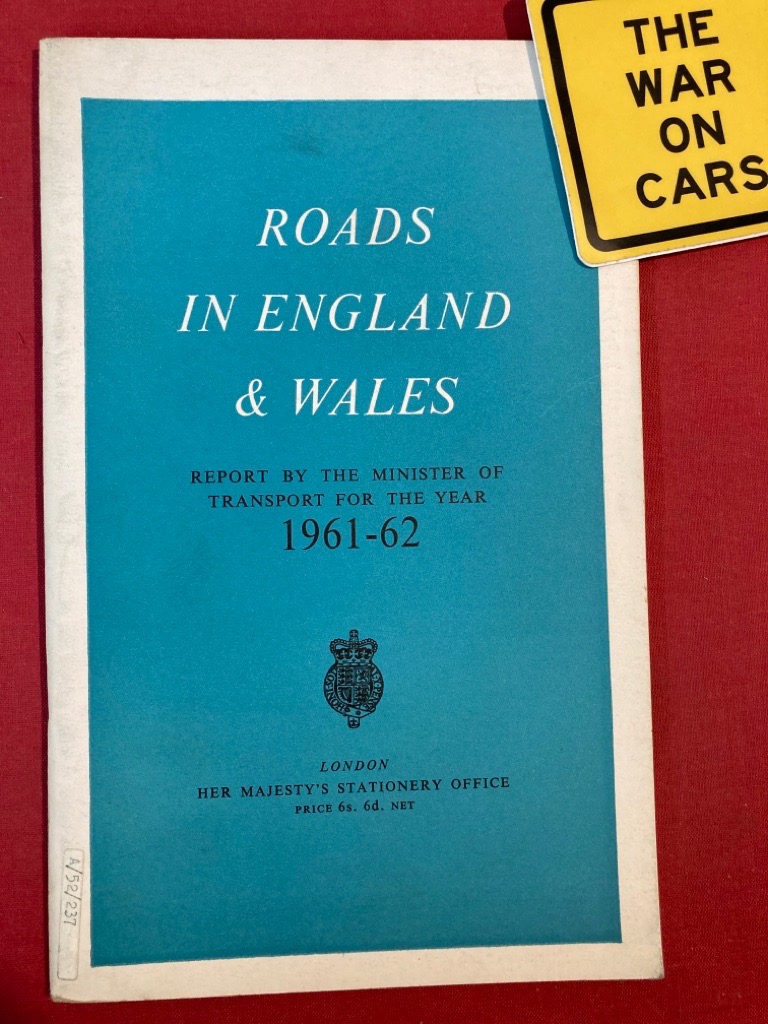 THE
WAR
ON
CARS
ROADS
IN ENGLAND
& WALES
REPORT BY THE MINISTER OF
TRANSPORT FOR THE YEAR
1961-62
LONDON
HER MAJESTY'S STATIONERY OFFICE
PRICE 6s. 6d. NET
A/52/237